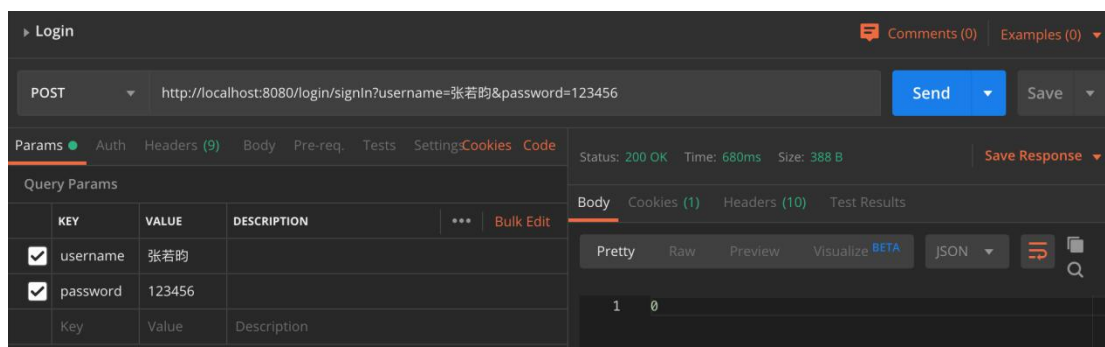 Login
Comments (0) Examples (0)
POST http://localhost:8080/login/signIn?username=张若昀&password=123456 Send Save
Params Auth Headers (9) Body Pre-req. Tests Settings Cookies Code
Status: 200 OK Time: 680ms Size: 388 B Save Response
Query Params
Body Cookies (1) Headers (10) Test Results
KEY VALUE DESCRIPTION ••• Bulk Edit
Pretty Raw Preview Visualize BETA JSON
username 张若昀
password 123456
1 0
Key Value Description